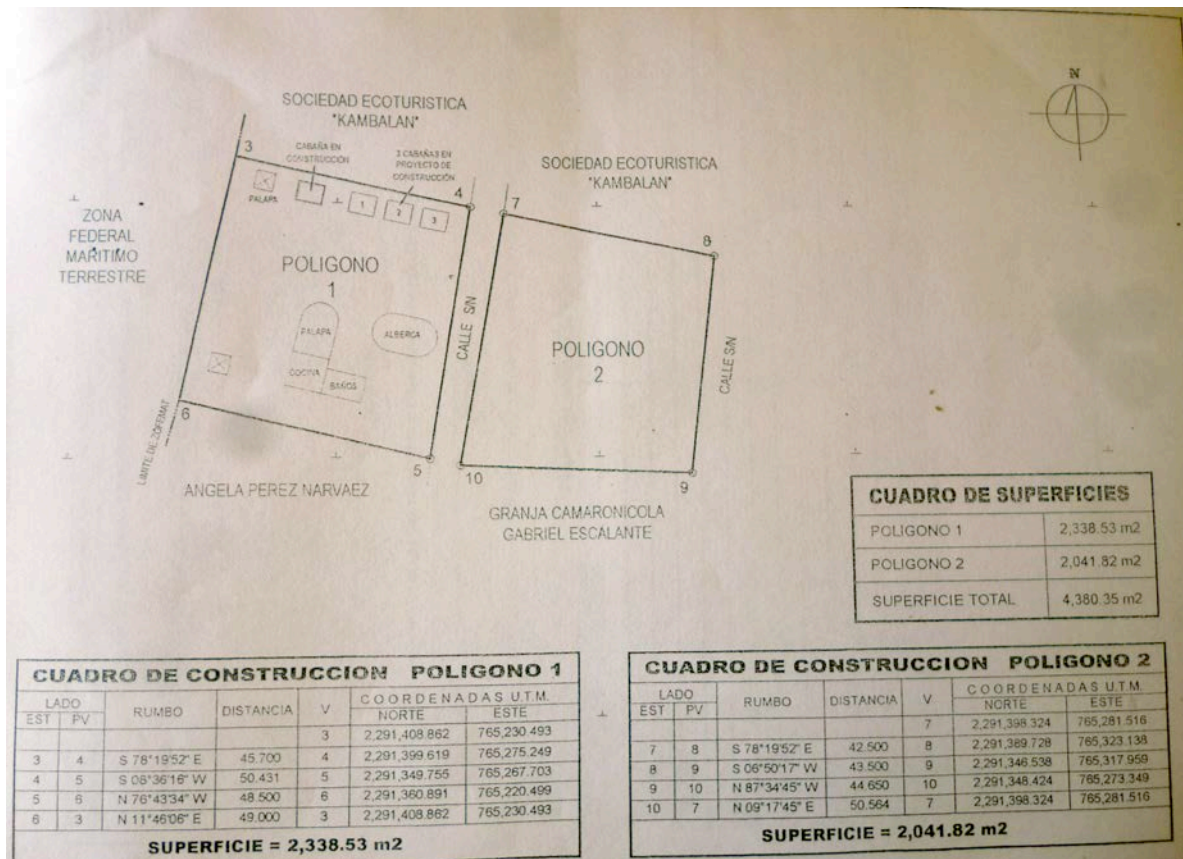 N
SOCIEDAD ECOTURISTICA
"KAMBALAN"
3
CABAÑA EN
CONSTRUCCIÓN
3 CABAÑAS EN
PROYECTO DE
CONSTRUCCIÓN
4
PALAPA
1
2
3
ZONA
FEDERAL
MARITIMO
TERRESTRE
POLIGONO
1
PALAPA
ALBERCA
COCINA
BAÑOS
CALLE S/N
6
LIMITE DE ZOFEMAT
5
ANGELA PEREZ NARVAEZ
SOCIEDAD ECOTURISTICA
"KAMBALAN"
7
8
POLIGONO
2
CALLE S/N
10
9
GRANJA CAMARONICOLA
GABRIEL ESCALANTE
CUADRO DE SUPERFICIES
POLIGONO 1 2,338.53 m2
POLIGONO 2 2,041.82 m2
SUPERFICIE TOTAL 4,380.35 m2
CUADRO DE CONSTRUCCION POLIGONO 1
LADO RUMBO DISTANCIA V COORDENADAS U.T.M.
EST PV NORTE ESTE
3 2,291,408.862 765,230.493
3 4 S 78°19'52" E 45.700 4 2,291,399.619 765,275.249
4 5 S 08°36'16" W 50.431 5 2,291,349.755 765,267.703
5 6 N 76°43'34" W 48.500 6 2,291,360.891 765,220.499
6 3 N 11°46'06" E 49.000 3 2,291,408.862 765,230.493
SUPERFICIE = 2,338.53 m2
CUADRO DE CONSTRUCCION POLIGONO 2
LADO RUMBO DISTANCIA V COORDENADAS U.T.M.
EST PV NORTE ESTE
7 2,291,398.324 765,281.516
7 8 S 78°19'52" E 42.500 8 2,291,389.728 765,323.138
8 9 S 06°50'17" W 43.500 9 2,291,346.538 765,317.959
9 10 N 87°34'45" W 44.650 10 2,291,348.424 765,273.349
10 7 N 09°17'45" E 50.564 7 2,291,398.324 765,281.516
SUPERFICIE = 2,041.82 m2